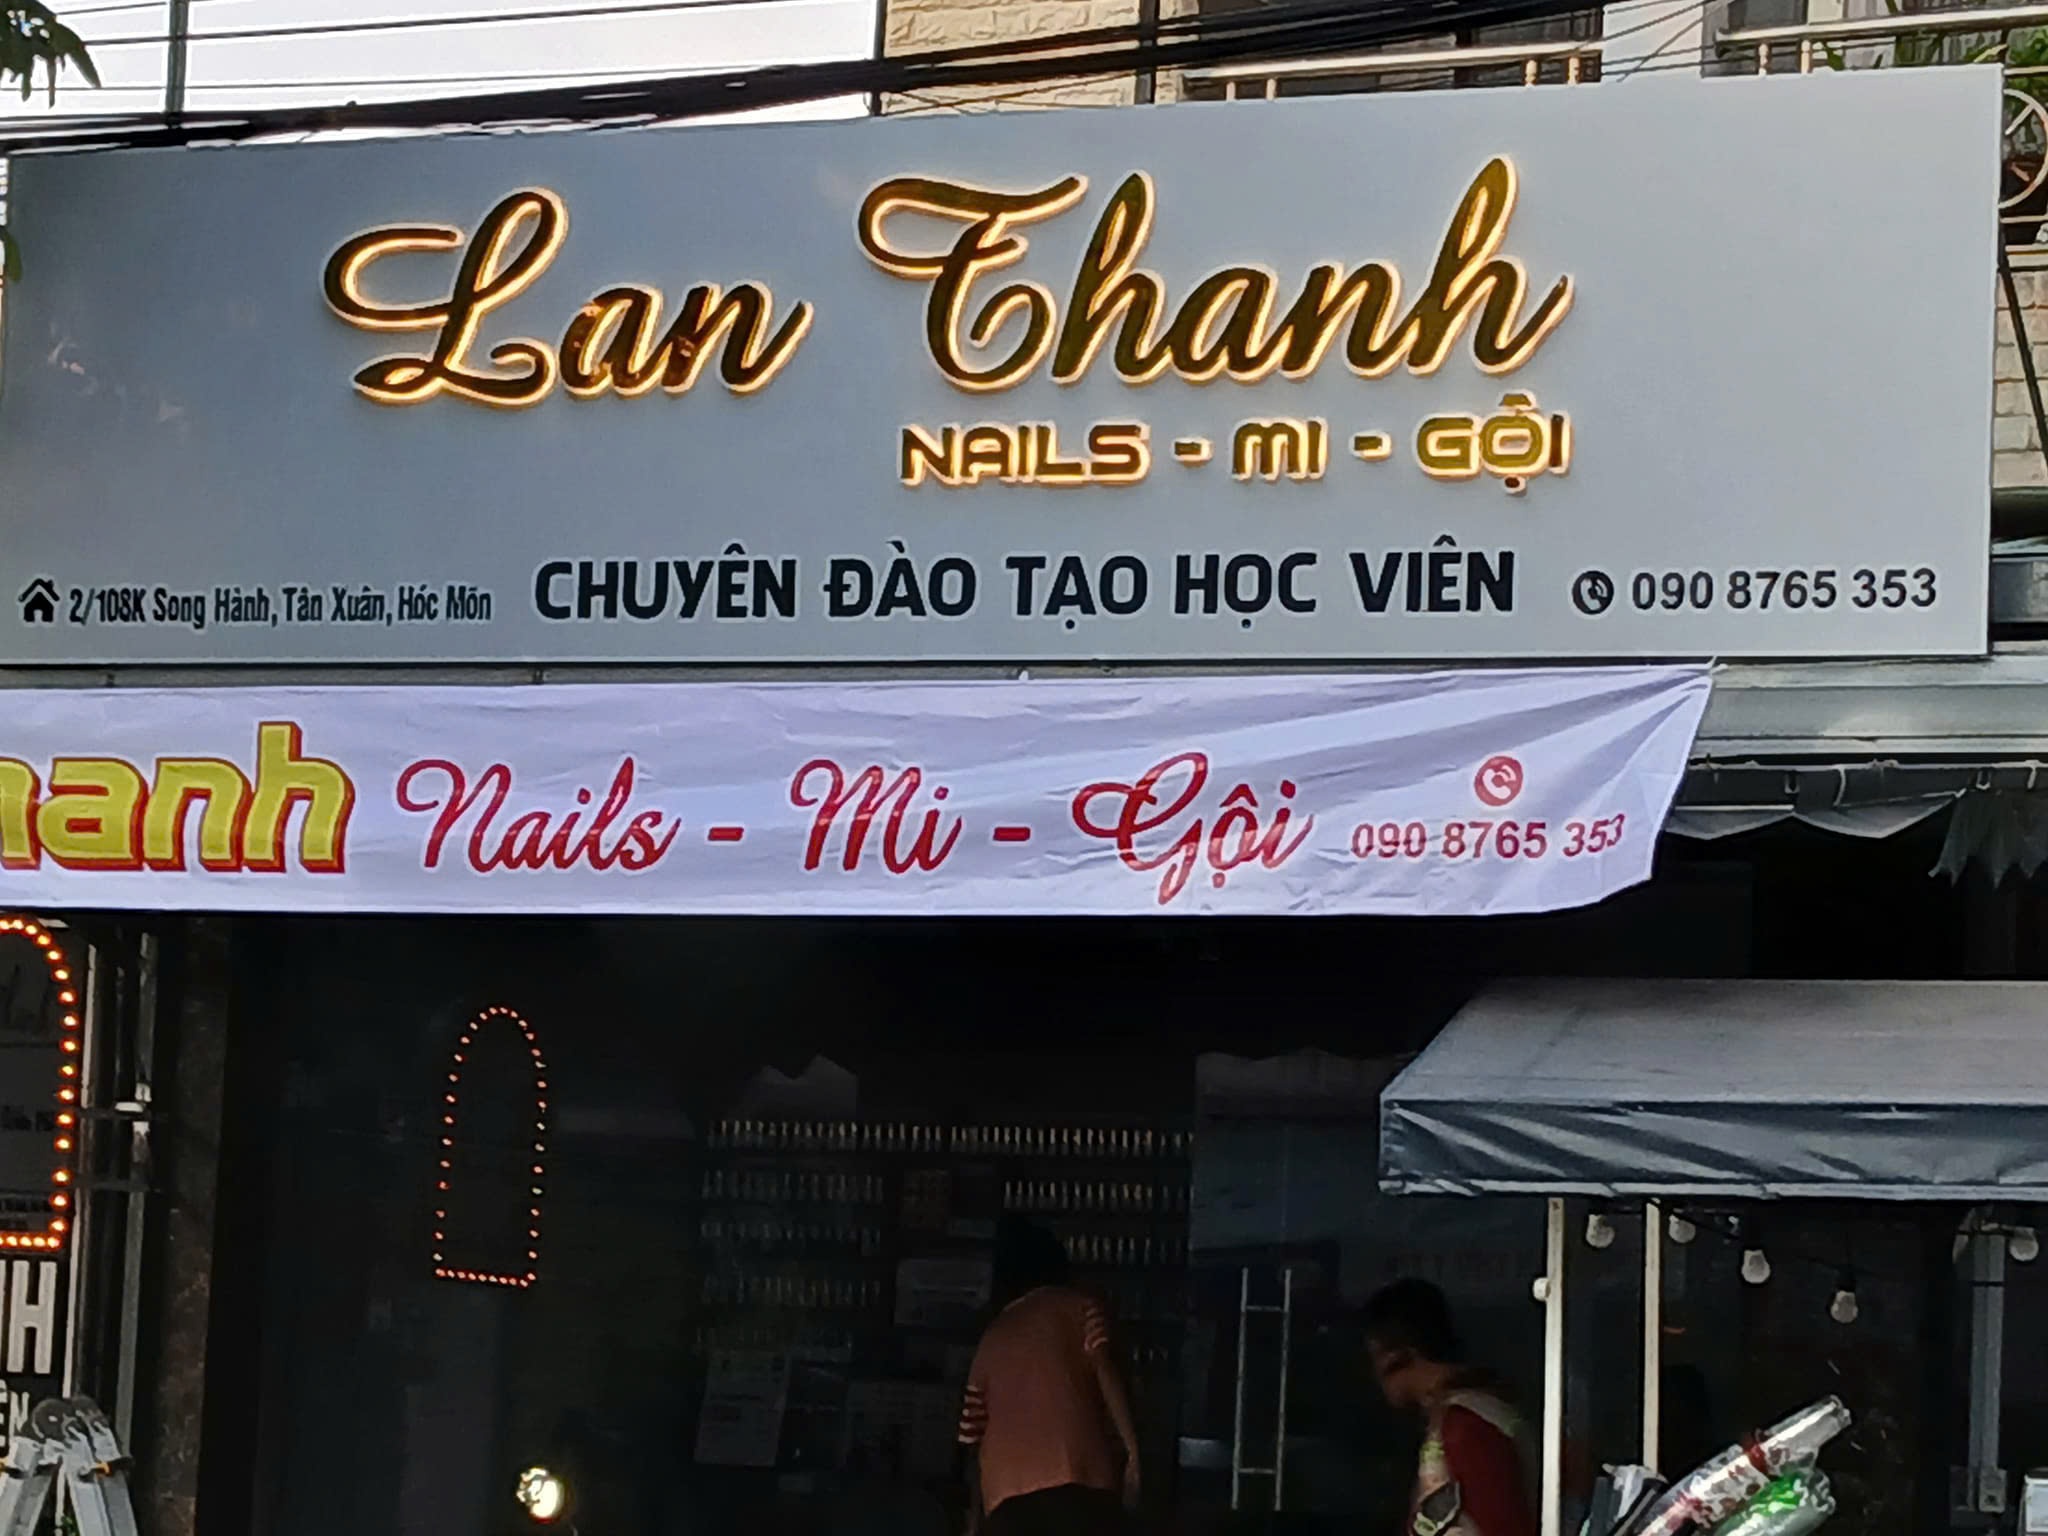 Lan Thanh
NAILS - MI - GỘI
CHUYÊN ĐÀO TẠO HỌC VIÊN
2/108K Song Hành, Tân Xuân, Hóc Môn
090 8765 353
hanh Nails - Mi - Gội
090 8765 353